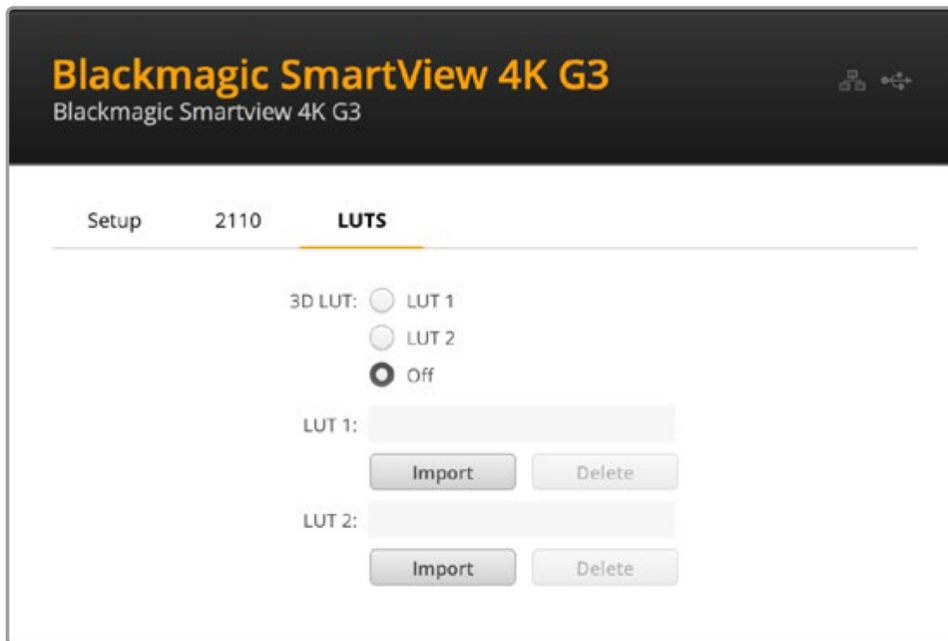 Blackmagic SmartView 4K G3
Blackmagic Smartview 4K G3
Setup 2110 LUTS
3D LUT: LUT 1
LUT 2
Off
LUT 1:
Import Delete
LUT 2:
Import Delete